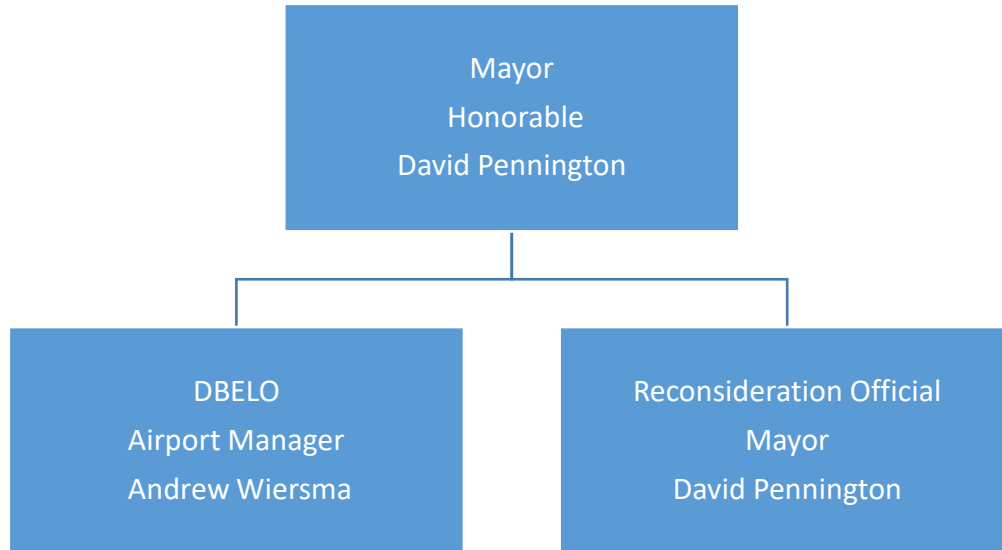 Mayor
Honorable
David Pennington
DBELO
Airport Manager
Andrew Wiersma
Reconsideration Official
Mayor
David Pennington